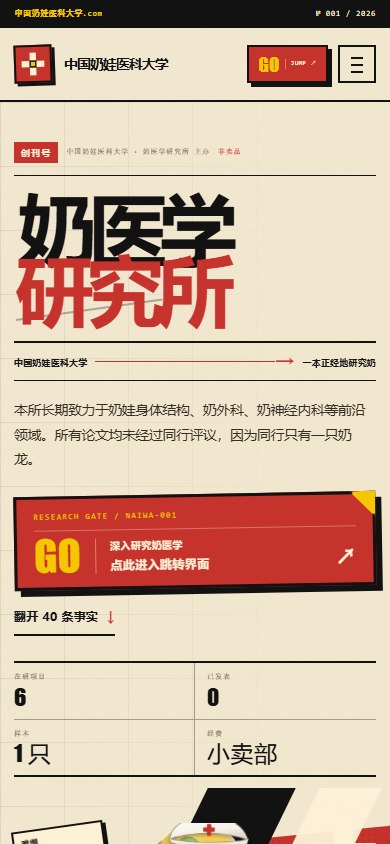 中国奶娃医科大学.com
№ 001 / 2026
中国奶娃医科大学
GO JUMP ↗
创刊号 中国奶娃医科大学 · 奶医学研究所 主办 非卖品
奶医学
研究所
中国奶娃医科大学 → 一本正经地研究奶
本所长期致力于奶娃身体结构、奶外科、奶神经内科等前沿
领域。所有论文均未经过同行评议，因为同行只有一只奶
龙。
RESEARCH GATE / NAIWA-001
GO
深入研究奶医学
点此进入跳转界面
↗
翻开 40 条事实 ↓
在研项目
6
已发表
0
样本
1 只
经费
小卖部